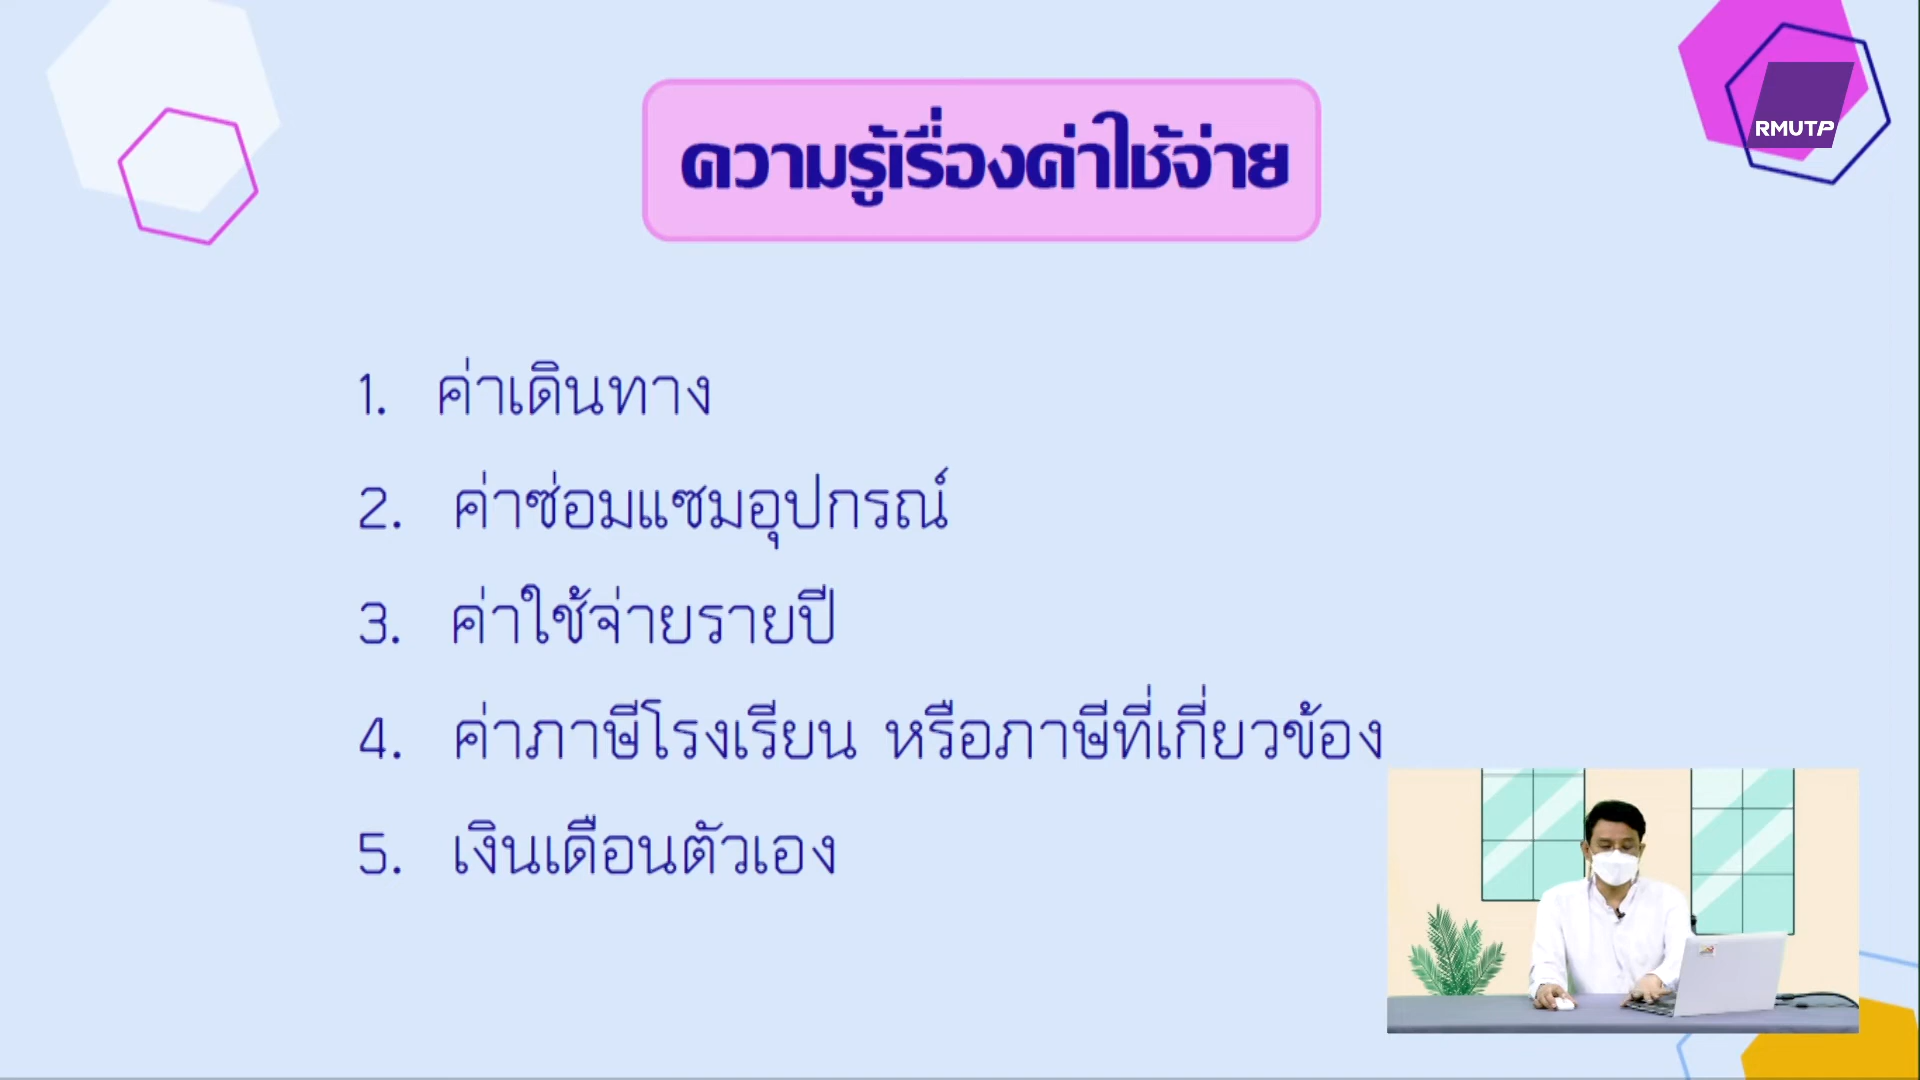 RMUTP
ความรู้เรื่องค่าใช้จ่าย
1. ค่าเดินทาง
2. ค่าซ่อมแซมอุปกรณ์
3. ค่าใช้จ่ายรายปี
4. ค่าภาษีโรงเรียน หรือภาษีที่เกี่ยวข้อง
5. เงินเดือนตัวเอง